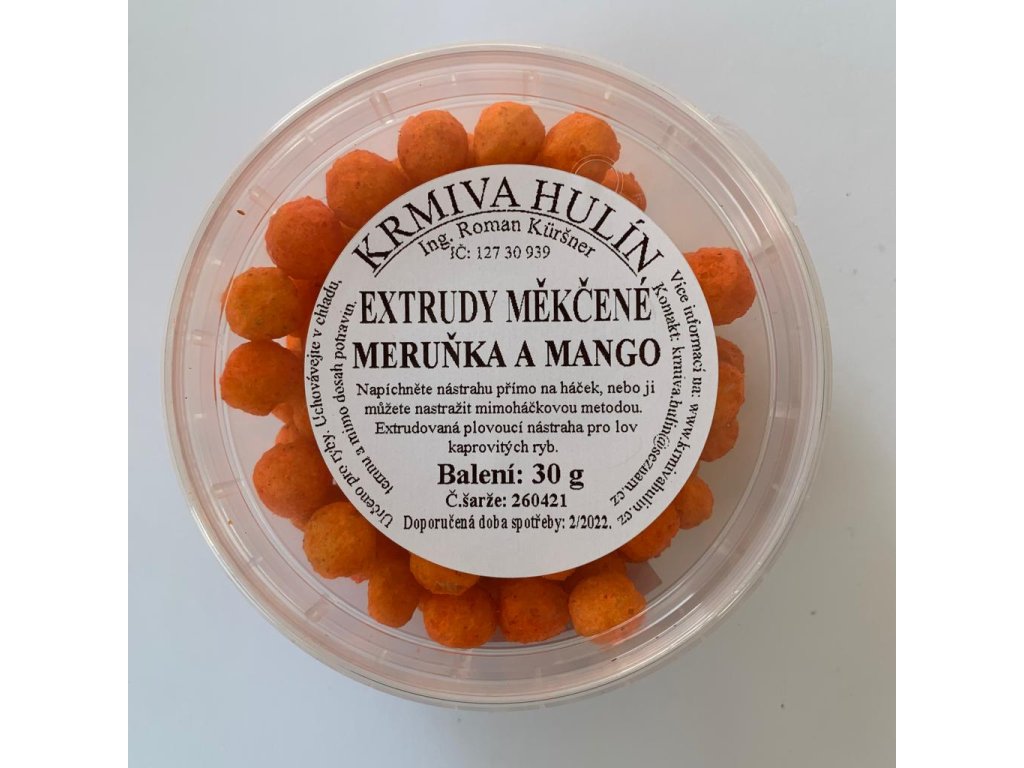 KRMIVA HULÍN
Ing. Roman Küršner
IČ: 127 30 939
EXTRUDY MĚKČENÉ
MERUŇKA A MANGO
Napíchněte nástrahu přímo na háček, nebo ji
můžete nastražit mimoháčkovou metodou.
Extrudovaná plovoucí nástraha pro lov
kaprovitých ryb.
Balení: 30 g
Č.šarže: 260421
Doporučená doba spotřeby: 2/2022.
Určeno pro ryby. Uchovávejte v chladu,
temnu a mimo dosah potravin.
Více informací na: www.krmivahulin.cz
Kontakt: krmiva.hulin@seznam.cz